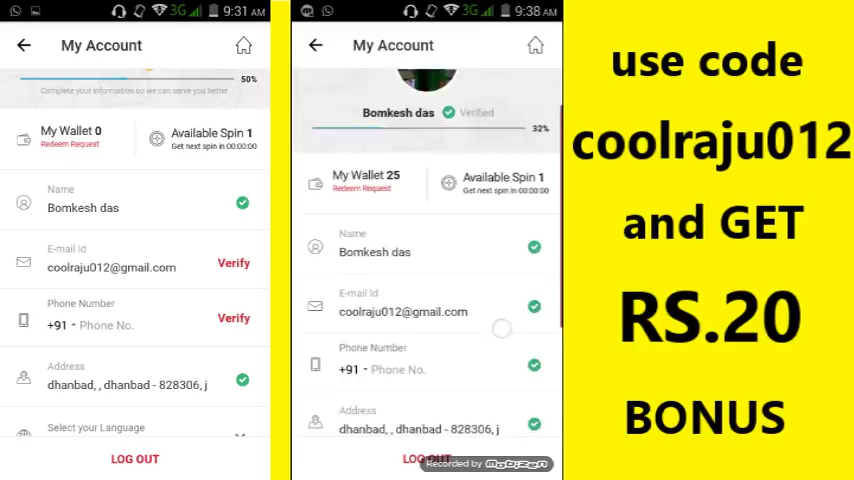 3G 9:31 AM
My Account
50%
Complete your information so we can serve you better
My Wallet 0
Redeem Request
Available Spin 1
Get next spin in 00:00:00
Name
Bomkesh das
E-mail Id
coolraju012@gmail.com
Verify
Phone Number
+91 - Phone No.
Verify
Address
dhanbad, , dhanbad - 828306, j
Select your Language
LOG OUT
3G 9:38 AM
My Account
Bomkesh das Verified
32%
My Wallet 25
Redeem Request
Available Spin 1
Get next spin in 00:00:00
Name
Bomkesh das
E-mail Id
coolraju012@gmail.com
Phone Number
+91 - Phone No.
Address
dhanbad, , dhanbad - 828306, j
Recorded by mobizen
use code
coolraju012
and GET
RS.20
BONUS